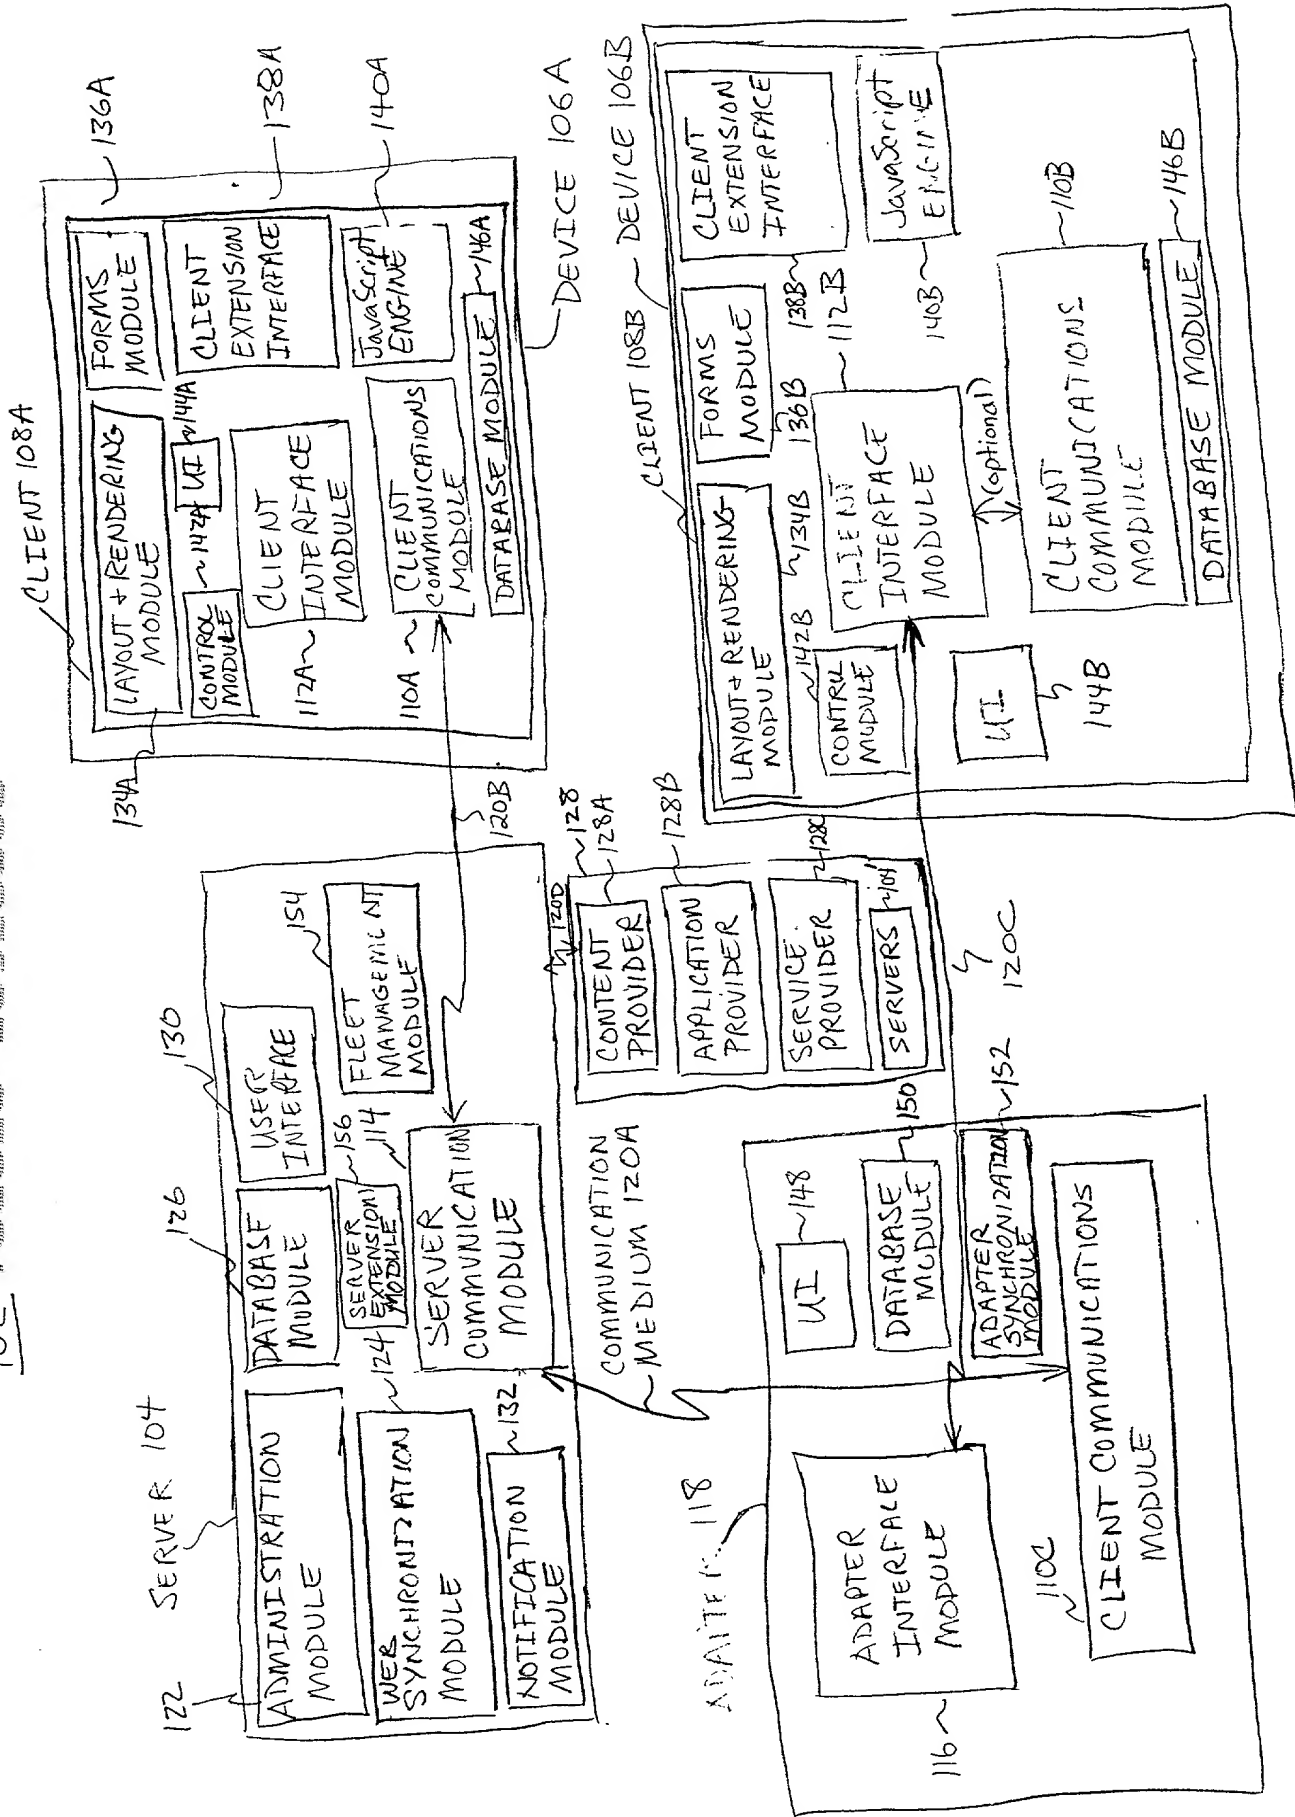 SERVER 104
122
ADMINISTRATION
MODULE
126
DATABASE
MODULE
130
USER
INTERFACE
154
FLEET
MANAGEMENT
MODULE
WEB
SYNCHRONIZATION
MODULE
124
SERVER
EXTENSION
MODULE
156
114
SERVER
COMMUNICATION
MODULE
NOTIFICATION
MODULE
132
COMMUNICATION
MEDIUM 120A
120B
CLIENT 108A
134A
LAYOUT + RENDERING
MODULE
FORMS
MODULE
136A
CONTROL
MODULE
142A
UI
144A
CLIENT
EXTENSION
INTERFACE
138A
112A
CLIENT
INTERFACE
MODULE
JavaScript
ENGINE
140A
110A
CLIENT
COMMUNICATIONS
MODULE
DATABASE MODULE
146A
DEVICE 106A
120D
128
CONTENT
PROVIDER
128A
APPLICATION
PROVIDER
128B
SERVICE
PROVIDER
128C
SERVERS
104'
120C
ADAPTER 118
116
ADAPTER
INTERFACE
MODULE
UI
148
DATABASE
MODULE
150
ADAPTER
SYNCHRONIZATION
MODULE
152
110C
CLIENT COMMUNICATIONS
MODULE
CLIENT 108B
DEVICE 106B
LAYOUT + RENDERING
MODULE
134B
FORMS
MODULE
136B
CLIENT
EXTENSION
INTERFACE
138B
142B
CONTROL
MODULE
CLIENT
INTERFACE
MODULE
112B
JavaScript
ENGINE
140B
(optional)
UI
144B
CLIENT
COMMUNICATIONS
MODULE
110B
DATABASE MODULE
146B